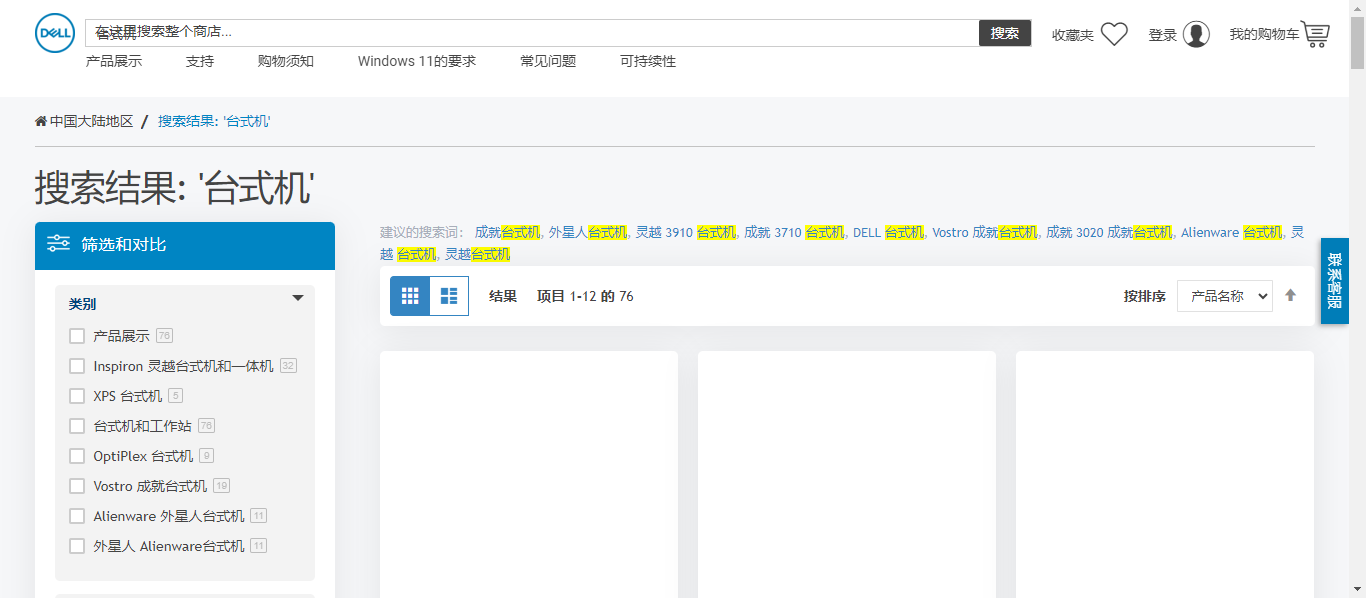 DELL
在这里搜索整个商店...
台式机
搜索
收藏夹
登录
我的购物车
产品展示 支持 购物须知 Windows 11的要求 常见问题 可持续性
中国大陆地区 / 搜索结果: '台式机'
搜索结果: '台式机'
筛选和对比
类别
产品展示 76
Inspiron 灵越台式机和一体机 32
XPS 台式机 5
台式机和工作站 76
OptiPlex 台式机 9
Vostro 成就台式机 19
Alienware 外星人台式机 11
外星人 Alienware台式机 11
建议的搜索词： 成就台式机, 外星人台式机, 灵越 3910 台式机, 成就 3710 台式机, DELL 台式机, Vostro 成就台式机, 成就 3020 成就台式机, Alienware 台式机, 灵
越 台式机, 灵越台式机
结果 项目 1-12 的 76
按排序 产品名称
联系客服